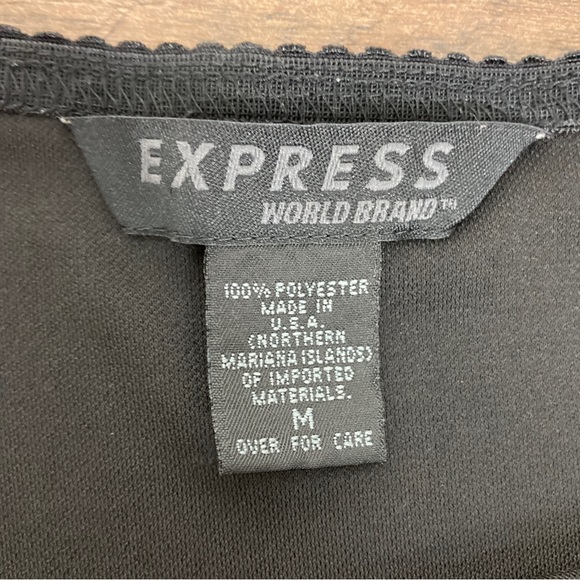 EXPRESS
WORLD BRAND™
100% POLYESTER
MADE IN
U.S.A.
(NORTHERN
MARIANA ISLANDS)
OF IMPORTED
MATERIALS.
M
OVER FOR CARE